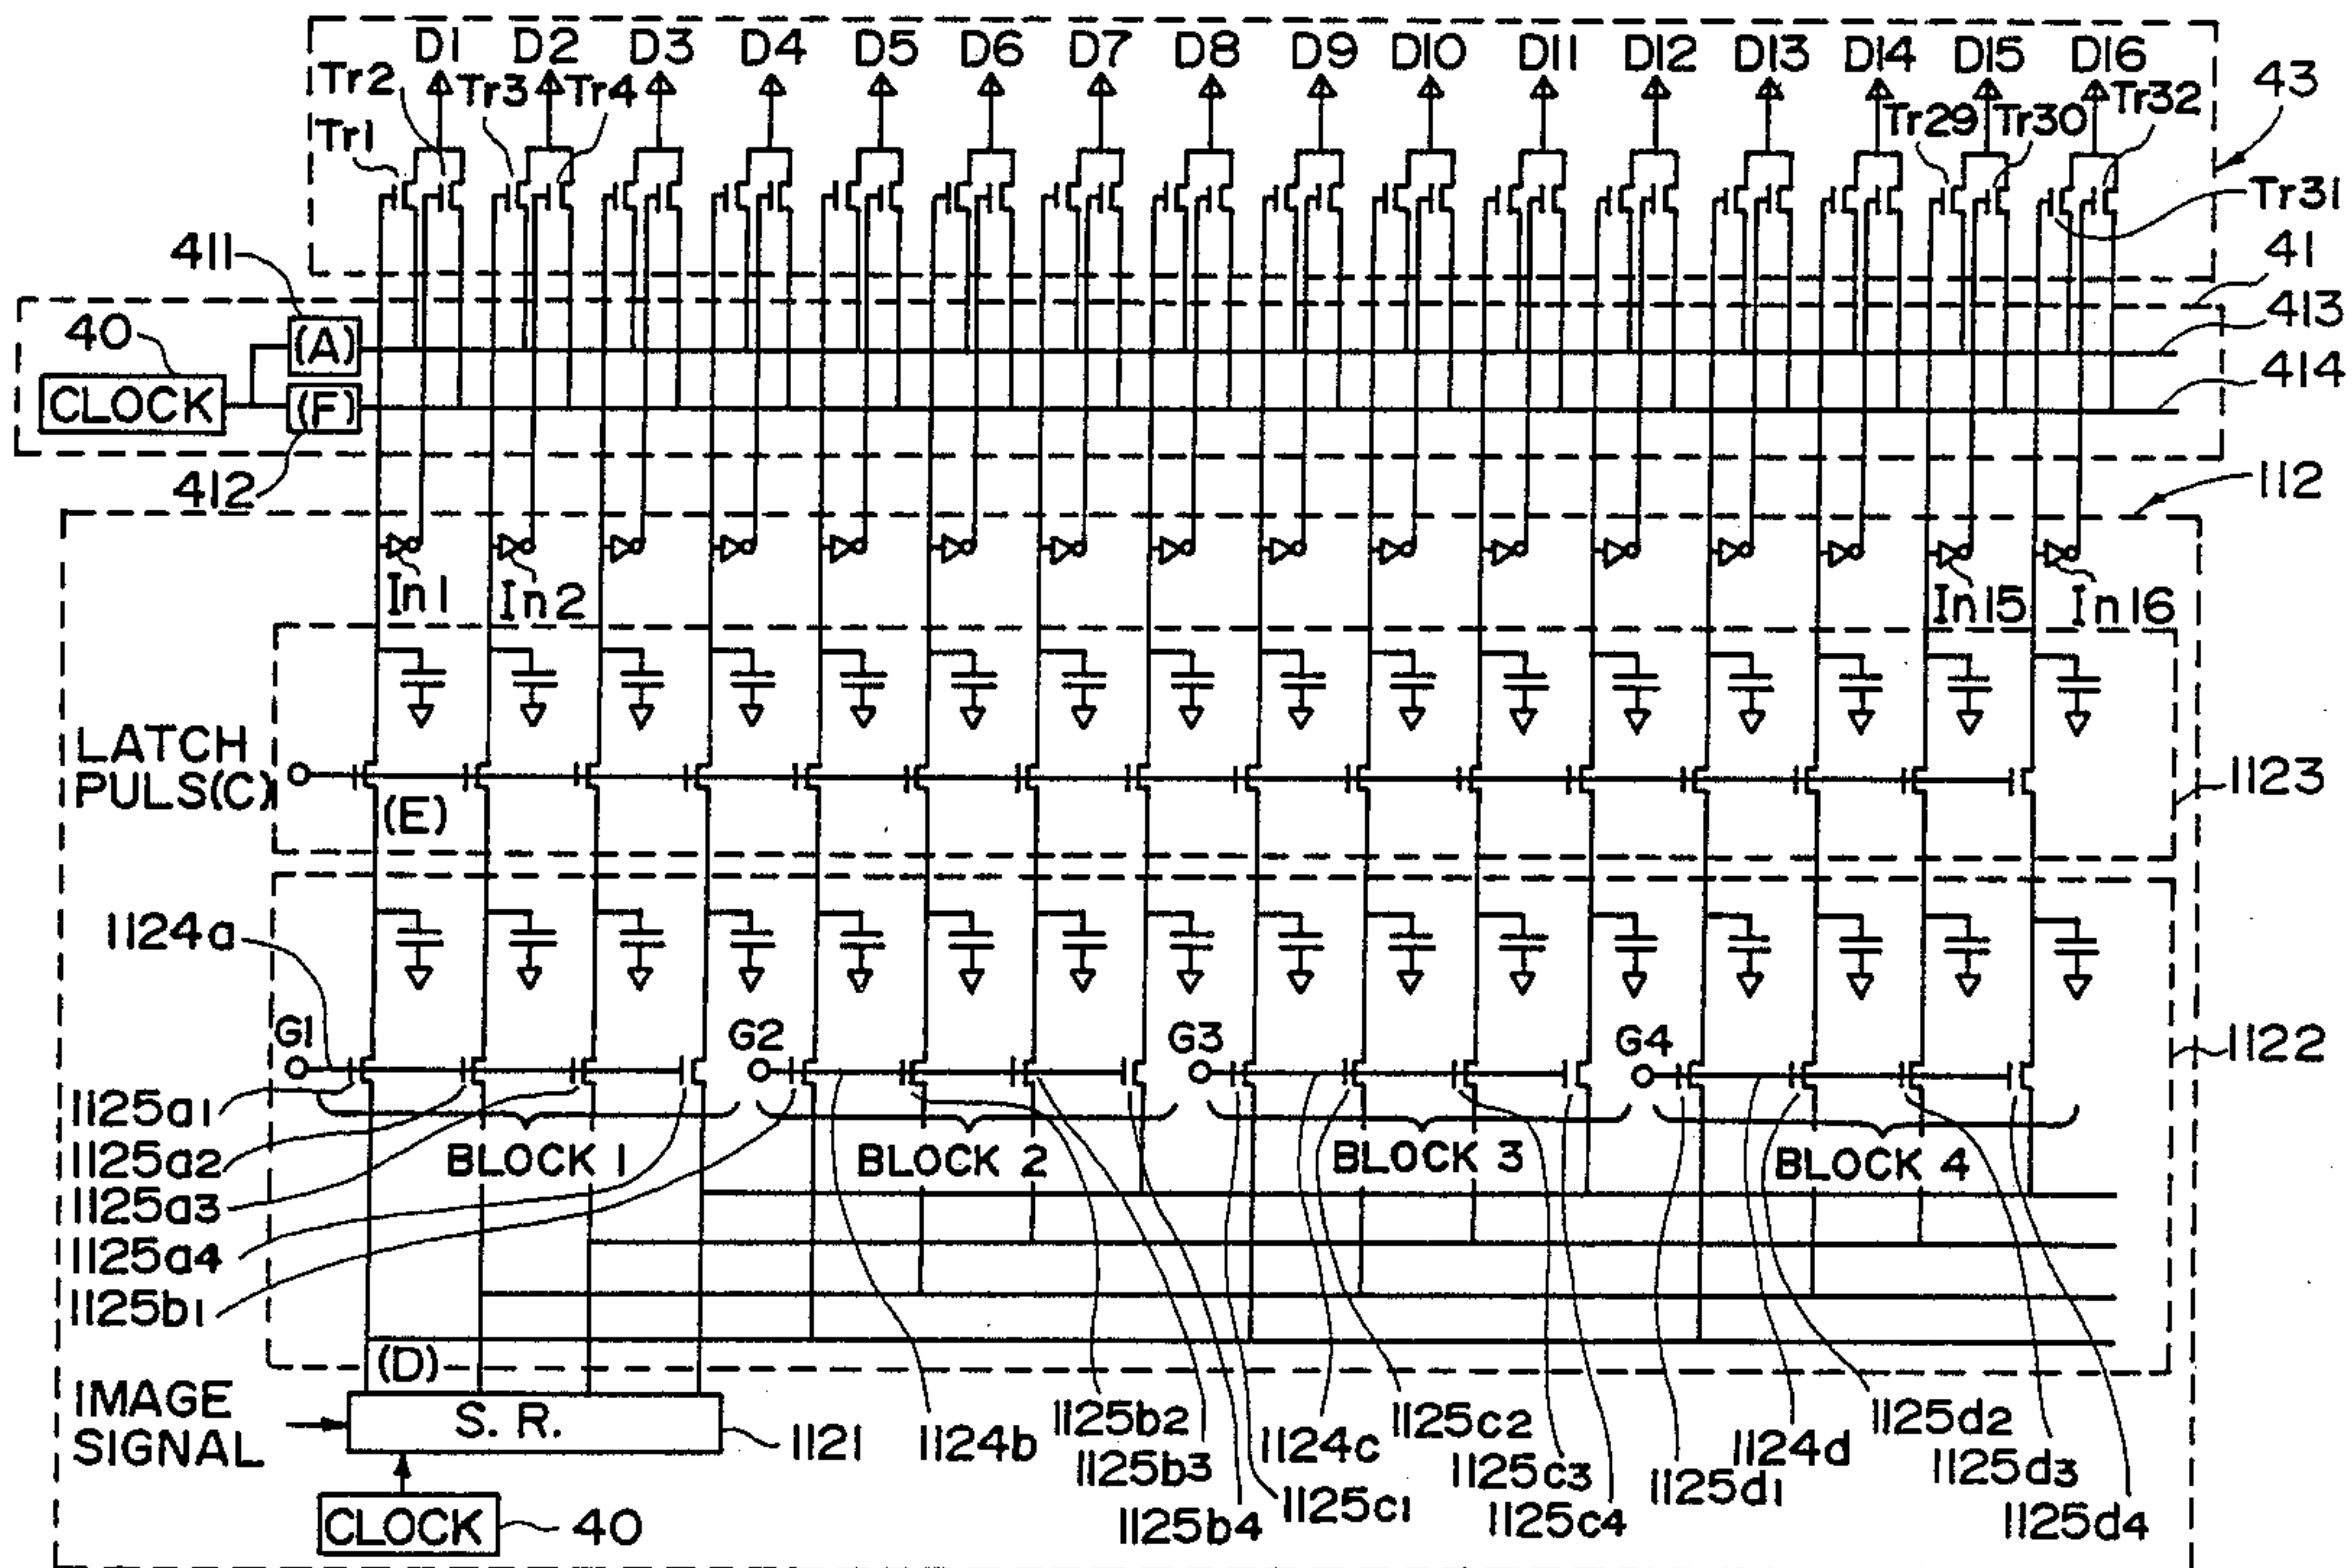 D1 D2 D3 D4 D5 D6 D7 D8 D9 D10 D11 D12 D13 D14 D15 D16
43
Tr2 Tr3 Tr4 Tr29 Tr30 Tr32
Tr1
Tr31
411
41
40
(A)
413
CLOCK
(F)
414
412
112
In1 In2 In15 In16
LATCH
PULS(C)
(E)
1123
1124a
G1 G2 G3 G4
1122
1125a1
1125a2
BLOCK 1 BLOCK 2 BLOCK 3 BLOCK 4
1125a3
1125a4
1125b1
(D)
IMAGE
SIGNAL
S. R.
1121
1124b
1125b2
1125b3
1125b4
1125c1
1124c
1125c2
1125c3
1125c4
1125d1
1124d
1125d2
1125d3
1125d4
CLOCK
40